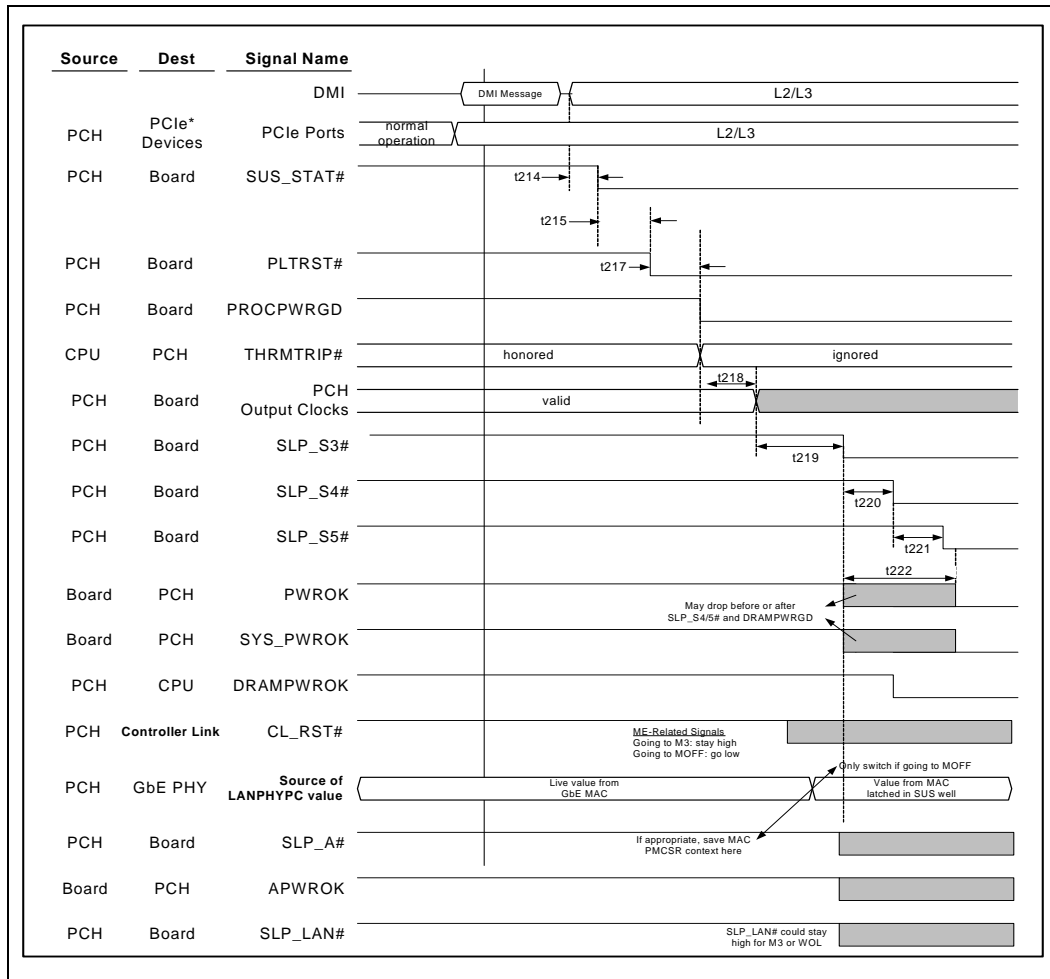 Source Dest Signal Name
DMI DMI Message L2/L3
PCH PCIe* Devices PCIe Ports normal operation L2/L3
PCH Board SUS_STAT# t214
t215
PCH Board PLTRST# t217
PCH Board PROCPWRGD
CPU PCH THRMTRIP# honored ignored
t218
PCH Board PCH Output Clocks valid
PCH Board SLP_S3# t219
PCH Board SLP_S4# t220
PCH Board SLP_S5# t221
t222
Board PCH PWROK
May drop before or after
SLP_S4/5# and DRAMPWRGD
Board PCH SYS_PWROK
PCH CPU DRAMPWROK
PCH Controller Link CL_RST#
ME-Related Signals
Going to M3: stay high
Going to MOFF: go low
Only switch if going to MOFF
PCH GbE PHY Source of LANPHYPC value
Live value from
GbE MAC
Value from MAC
latched in SUS well
PCH Board SLP_A#
If appropriate, save MAC
PMCSR context here
Board PCH APWROK
PCH Board SLP_LAN#
SLP_LAN# could stay
high for M3 or WOL